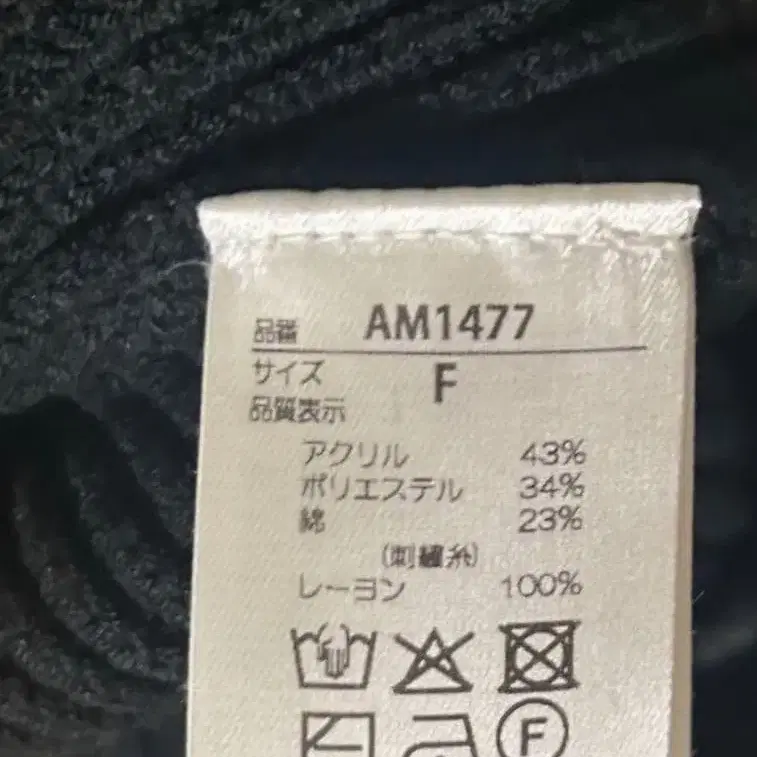 品番 AM1477
サイズ F
品質表示
アクリル 43%
ポリエステル 34%
綿 23%
(刺繍糸)
レーヨン 100%
F